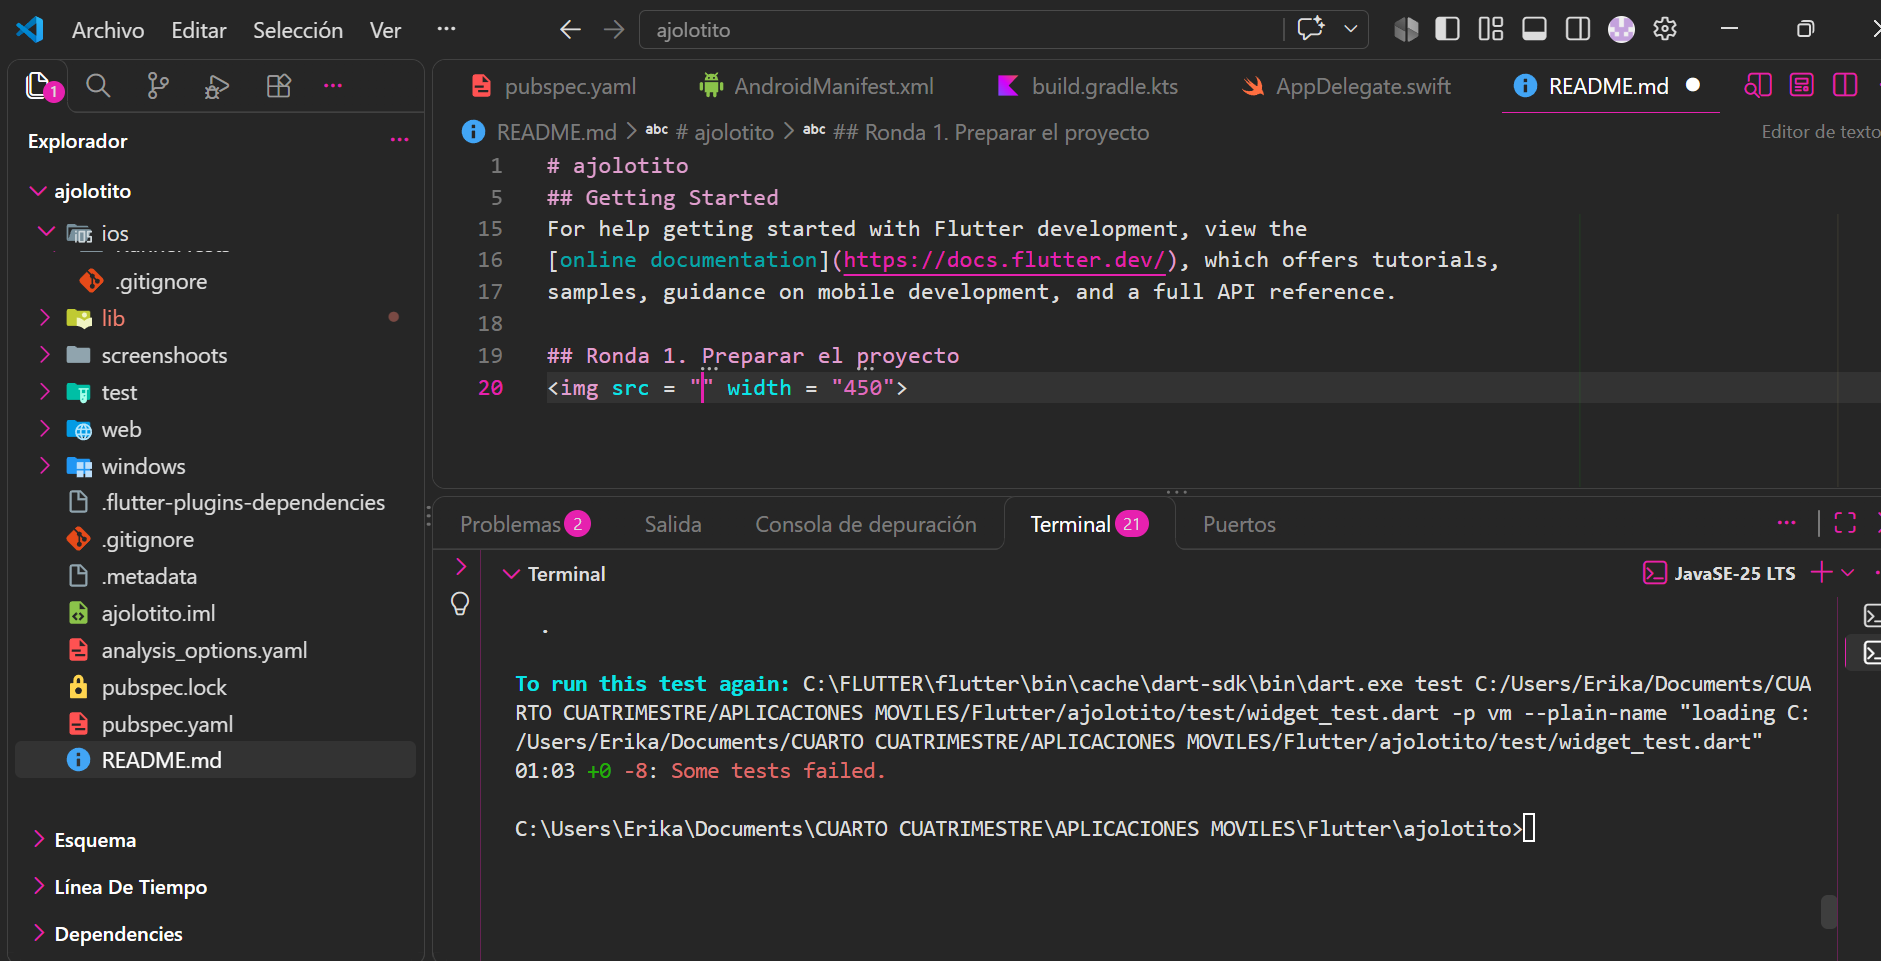 Archivo Editar Selección Ver ···
ajolotito
1
pubspec.yaml
AndroidManifest.xml
build.gradle.kts
AppDelegate.swift
README.md
Explorador
README.md > abc # ajolotito > abc ## Ronda 1. Preparar el proyecto
Editor de texto
ajolotito
ios
.gitignore
lib
screenshoots
test
web
windows
.flutter-plugins-dependencies
.gitignore
.metadata
ajolotito.iml
analysis_options.yaml
pubspec.lock
pubspec.yaml
README.md
Esquema
Línea De Tiempo
Dependencies
1 # ajolotito
5 ## Getting Started
15 For help getting started with Flutter development, view the
16 [online documentation](https://docs.flutter.dev/), which offers tutorials,
17 samples, guidance on mobile development, and a full API reference.
18
19 ## Ronda 1. Preparar el proyecto
20 <img src = "" width = "450">
Problemas 2 Salida Consola de depuración Terminal 21 Puertos
Terminal
JavaSE-25 LTS
.
To run this test again: C:\FLUTTER\flutter\bin\cache\dart-sdk\bin\dart.exe test C:/Users/Erika/Documents/CUA
RTO CUATRIMESTRE/APLICACIONES MOVILES/Flutter/ajolotito/test/widget_test.dart -p vm --plain-name "loading C:
/Users/Erika/Documents/CUARTO CUATRIMESTRE/APLICACIONES MOVILES/Flutter/ajolotito/test/widget_test.dart"
01:03 +0 -8: Some tests failed.
C:\Users\Erika\Documents\CUARTO CUATRIMESTRE\APLICACIONES MOVILES\Flutter\ajolotito>